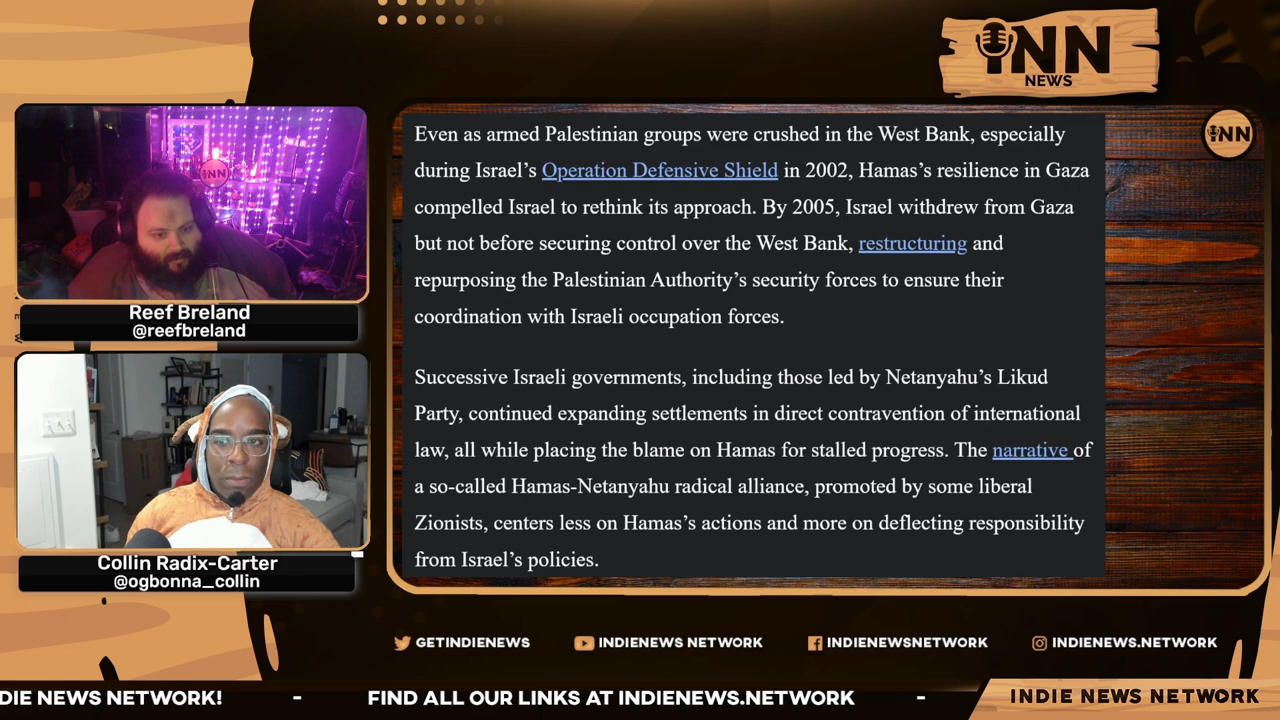 iNN
NEWS
iNN
Even as armed Palestinian groups were crushed in the West Bank, especially
during Israel’s Operation Defensive Shield in 2002, Hamas’s resilience in Gaza
compelled Israel to rethink its approach. By 2005, Israel withdrew from Gaza
but not before securing control over the West Bank, restructuring and
repurposing the Palestinian Authority’s security forces to ensure their
coordination with Israeli occupation forces.
Successive Israeli governments, including those led by Netanyahu’s Likud
Party, continued expanding settlements in direct contravention of international
law, all while placing the blame on Hamas for stalled progress. The narrative of
a so-called Hamas-Netanyahu radical alliance, promoted by some liberal
Zionists, centers less on Hamas’s actions and more on deflecting responsibility
from Israel’s policies.
iNN
Reef Breland
@reefbreland
Collin Radix-Carter
@ogbonna_collin
GETINDIENEWS
INDIENEWS NETWORK
INDIENEWSNETWORK
INDIENEWS.NETWORK
DIE NEWS NETWORK! - FIND ALL OUR LINKS AT INDIENEWS.NETWORK -
INDIE NEWS NETWORK